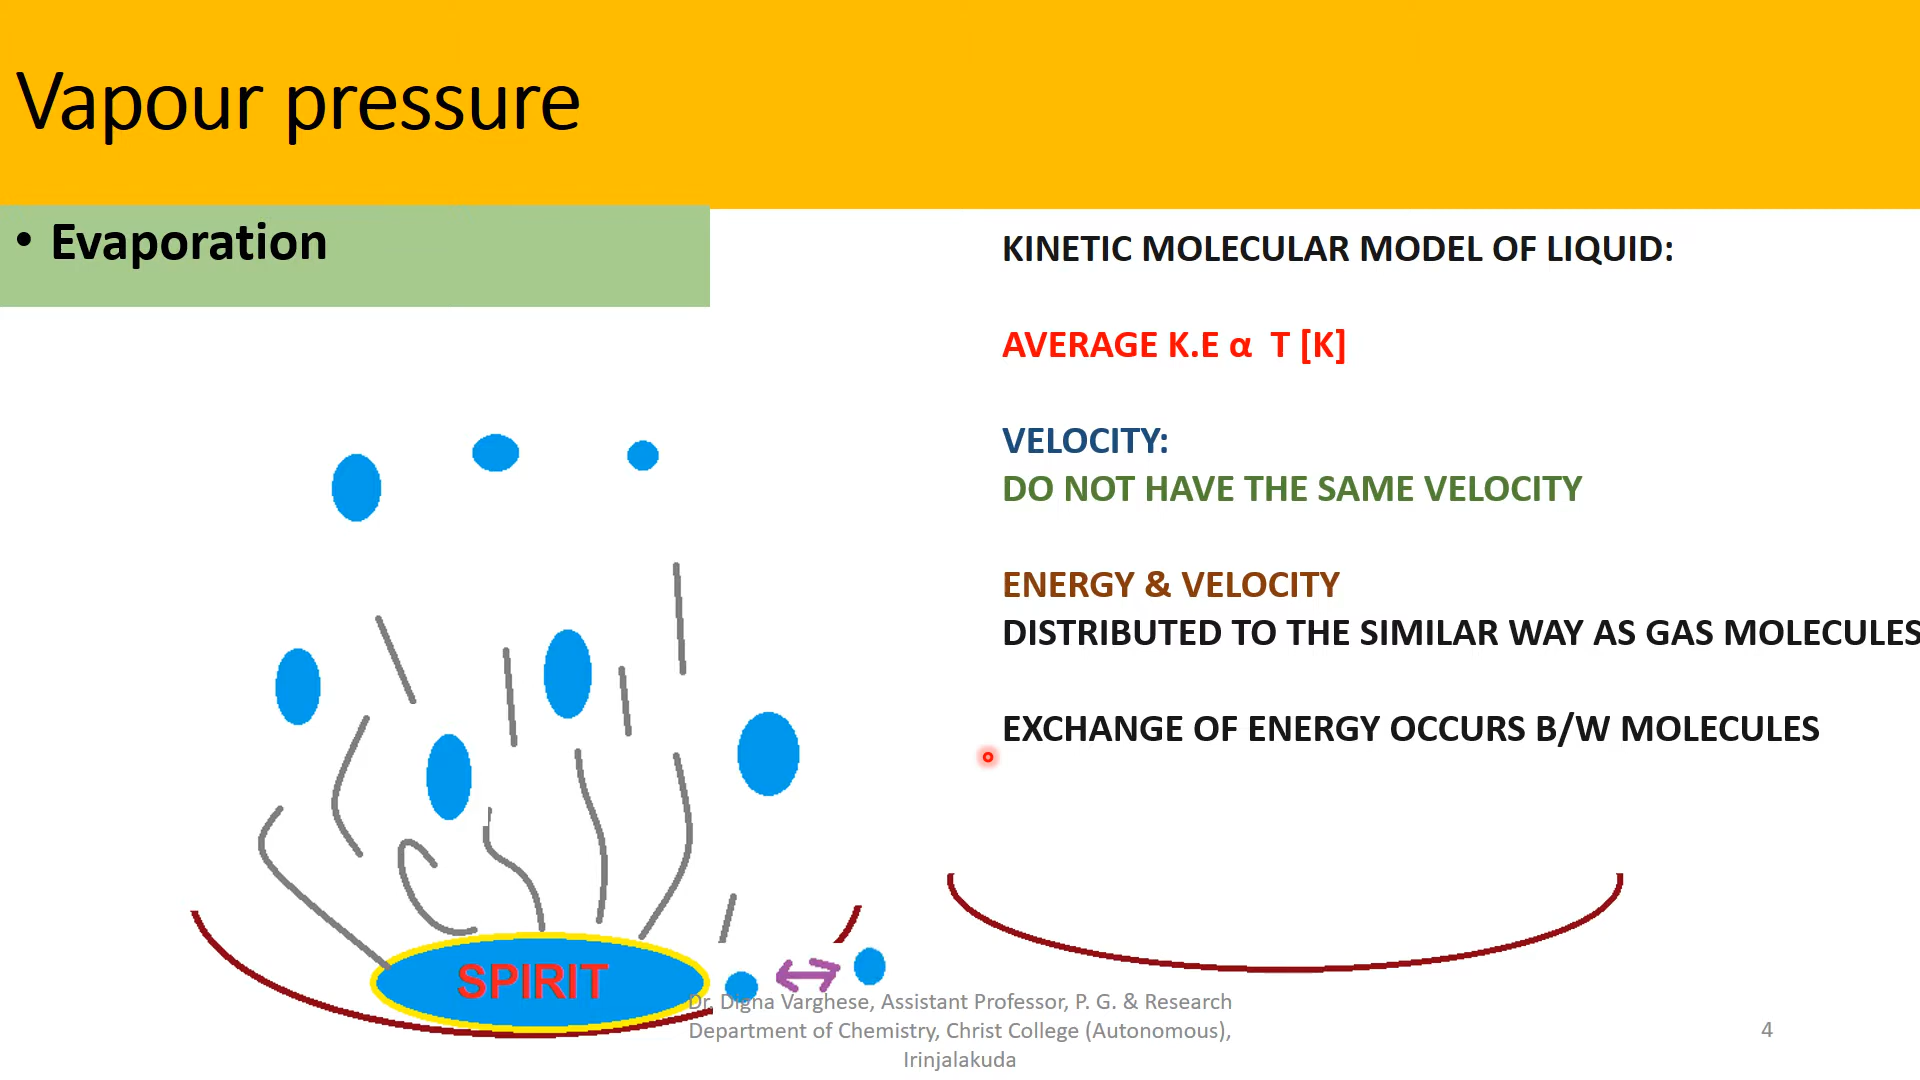 Vapour pressure
• Evaporation
KINETIC MOLECULAR MODEL OF LIQUID:
AVERAGE K.E α T [K]
VELOCITY:
DO NOT HAVE THE SAME VELOCITY
ENERGY & VELOCITY
DISTRIBUTED TO THE SIMILAR WAY AS GAS MOLECULES
EXCHANGE OF ENERGY OCCURS B/W MOLECULES
SPIRIT
Dr. Digna Varghese, Assistant Professor, P. G. & Research
Department of Chemistry, Christ College (Autonomous),
Irinjalakuda
4